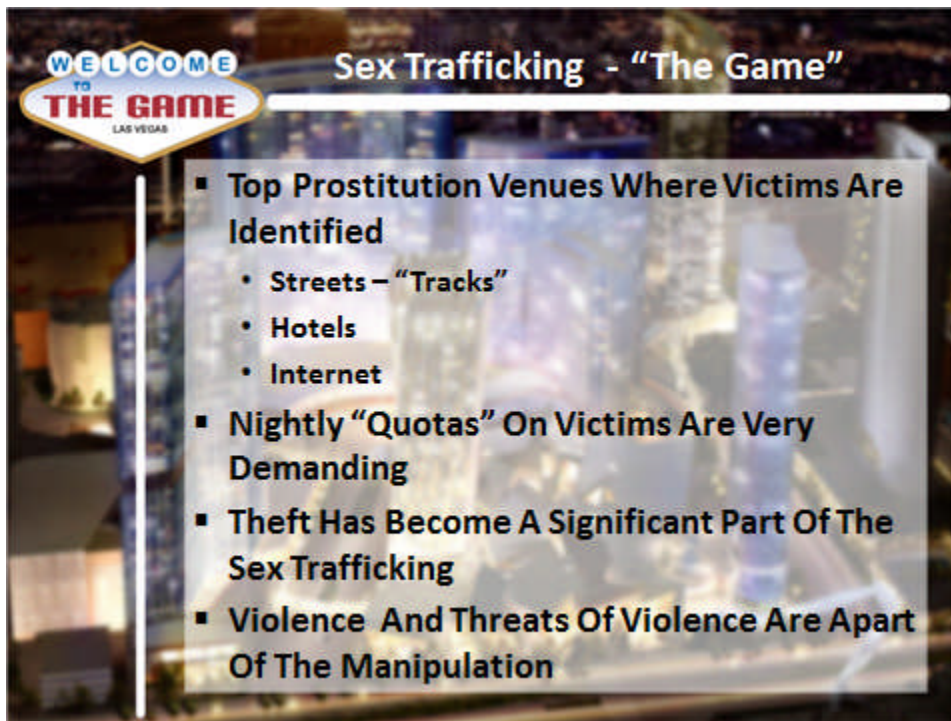 WELCOME
TO
THE GAME
LAS VEGAS
Sex Trafficking - “The Game”
▪ Top Prostitution Venues Where Victims Are
Identified
• Streets – “Tracks”
• Hotels
• Internet
▪ Nightly “Quotas” On Victims Are Very
Demanding
▪ Theft Has Become A Significant Part Of The
Sex Trafficking
▪ Violence And Threats Of Violence Are Apart
Of The Manipulation